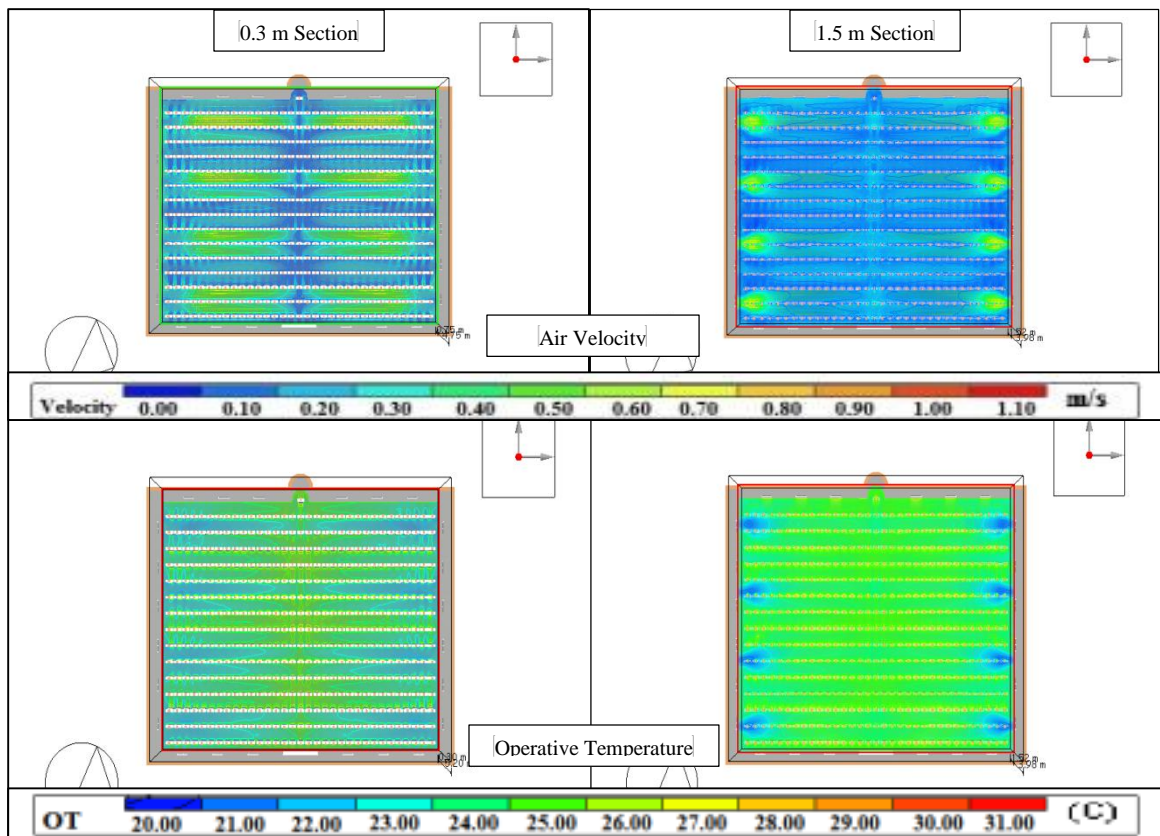 0.3 m Section
1.5 m Section
Air Velocity
Velocity 0.00 0.10 0.20 0.30 0.40 0.50 0.60 0.70 0.80 0.90 1.00 1.10 m/s
Operative Temperature
OT 20.00 21.00 22.00 23.00 24.00 25.00 26.00 27.00 28.00 29.00 30.00 31.00 (C)